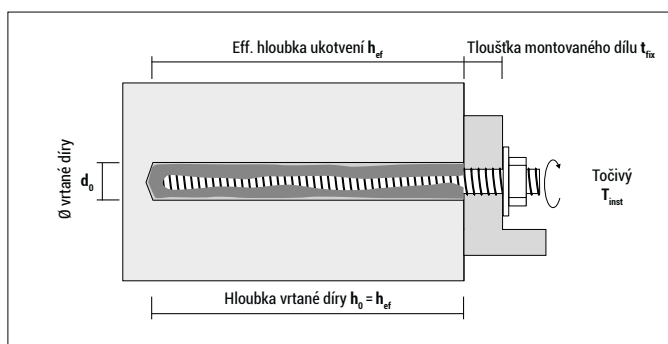 Eff. hloubka ukotvení hef
Tloušťka montovaného dílu tfix
Ø vrtané díry
d0
Točivý
Tinst
Hloubka vrtané díry h0 = hef